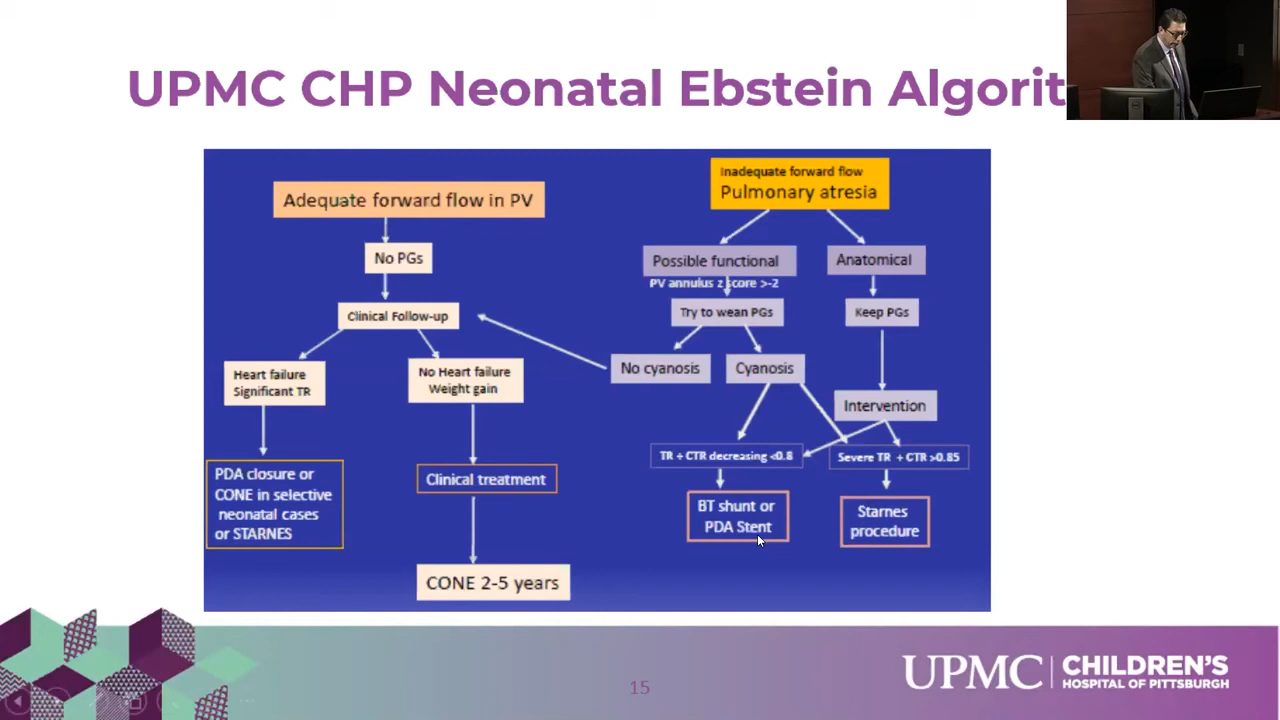 UPMC CHP Neonatal Ebstein Algorit
Adequate forward flow in PV
No PGs
Clinical Follow-up
Heart failure
Significant TR
No Heart failure
Weight gain
PDA closure or
CONE in selective
neonatal cases
or STARNES
Clinical treatment
CONE 2-5 years
Inadequate forward flow
Pulmonary atresia
Possible functional
PV annulus z score >-2
Anatomical
Try to wean PGs
Keep PGs
No cyanosis
Cyanosis
Intervention
TR + CTR decreasing <0.8
Severe TR + CTR >0.85
BT shunt or
PDA Stent
Starnes
procedure
15
UPMC
CHILDREN'S
HOSPITAL OF PITTSBURGH